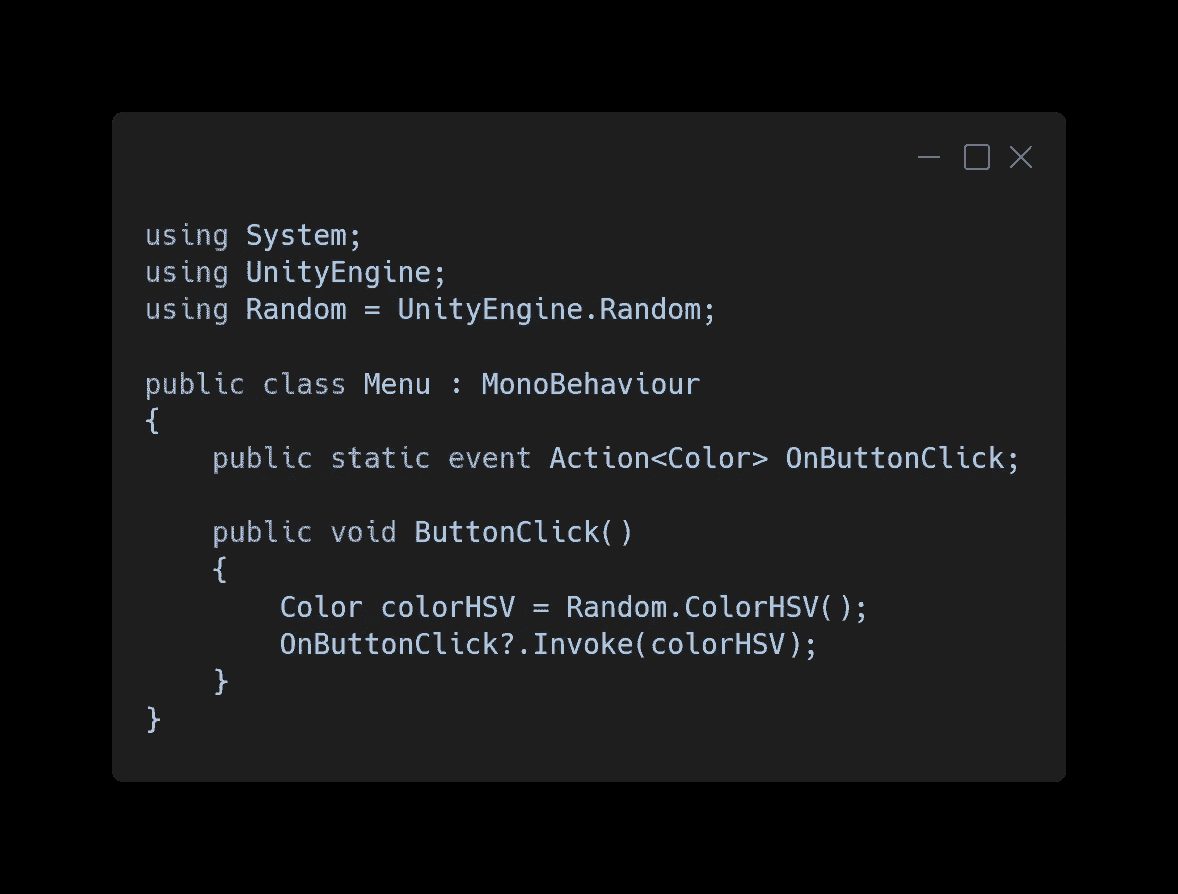 using System;
using UnityEngine;
using Random = UnityEngine.Random;

public class Menu : MonoBehaviour
{
    public static event Action<Color> OnButtonClick;

    public void ButtonClick()
    {
        Color colorHSV = Random.ColorHSV();
        OnButtonClick?.Invoke(colorHSV);
    }
}